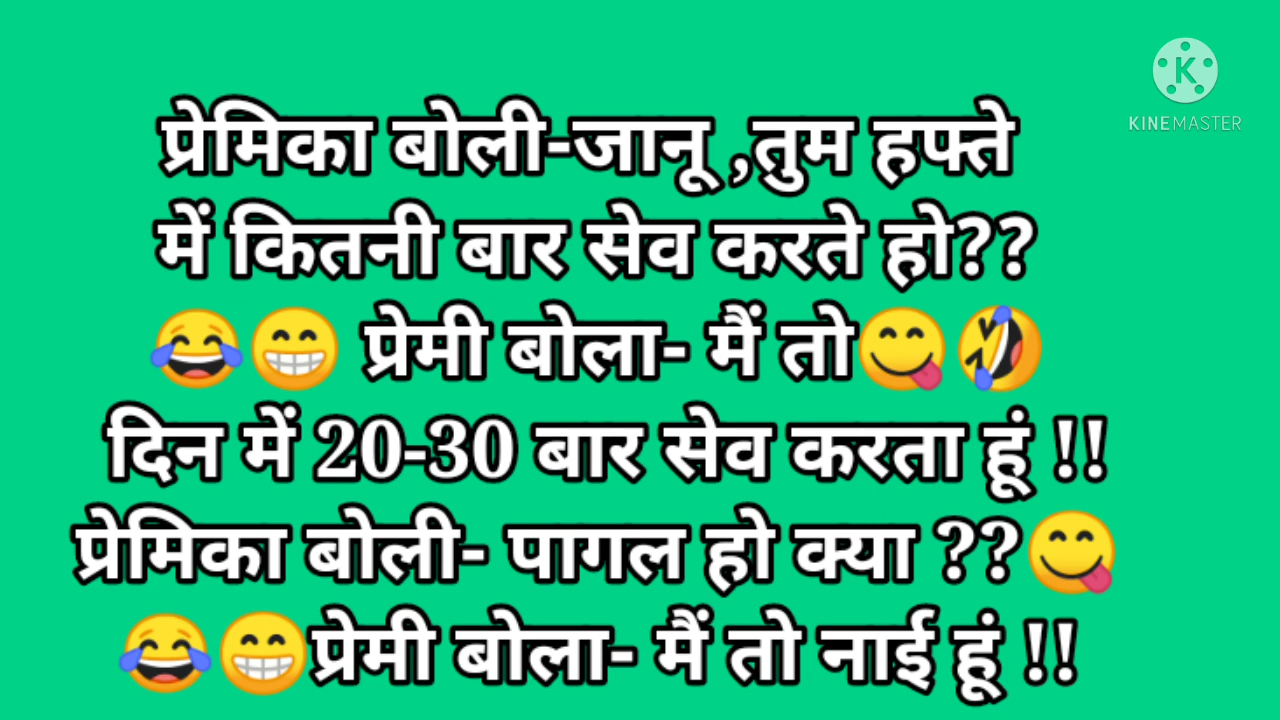 KINEMASTER
प्रेमिका बोली-जानू ,तुम हफ्ते
में कितनी बार सेव करते हो??
😂😁 प्रेमी बोला- मैं तो😋🤣
दिन में 20-30 बार सेव करता हूं !!
प्रेमिका बोली- पागल हो क्या ??😋
😂😁प्रेमी बोला- मैं तो नाई हूं !!